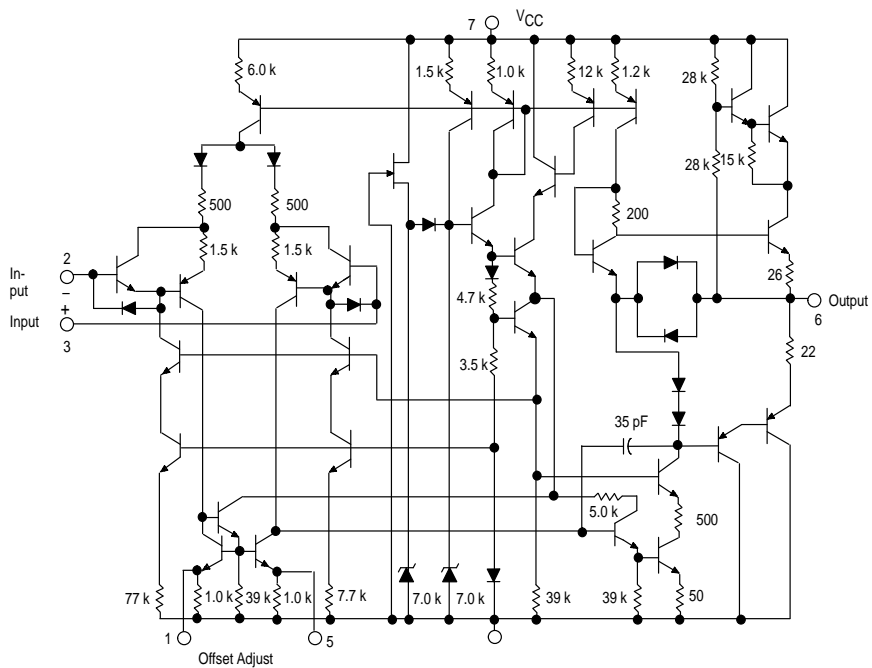 7
VCC
6.0 k
1.5 k
1.0 k
12 k
1.2 k
28 k
28 k
15 k
500
500
200
1.5 k
1.5 k
26
In-
put
2
−
+
Input
3
4.7 k
Output
6
3.5 k
22
35 pF
5.0 k
500
77 k
1.0 k
39 k
1.0 k
7.7 k
7.0 k
7.0 k
39 k
39 k
50
1
5
Offset Adjust